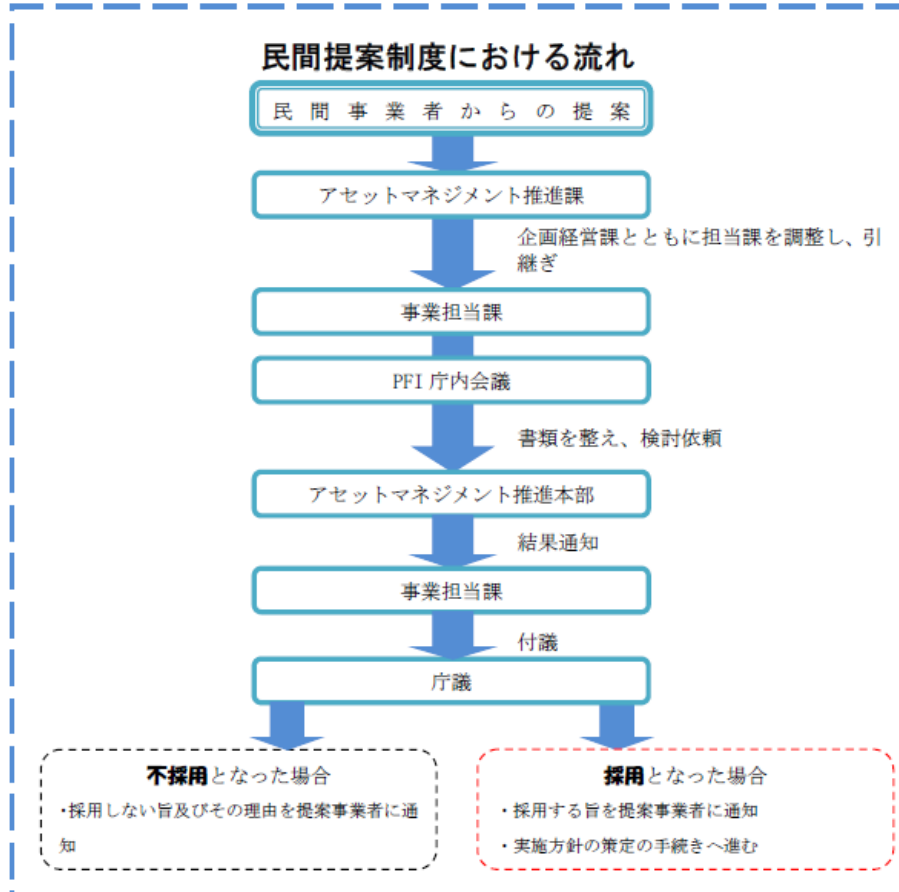 民間提案制度における流れ
民間事業者からの提案
アセットマネジメント推進課
企画経営課とともに担当課を調整し、引
継ぎ
事業担当課
PFI 庁内会議
書類を整え、検討依頼
アセットマネジメント推進本部
結果通知
事業担当課
付議
庁議
不採用となった場合
・採用しない旨及びその理由を提案事業者に通
知
採用となった場合
・採用する旨を提案事業者に通知
・実施方針の策定の手続きへ進む